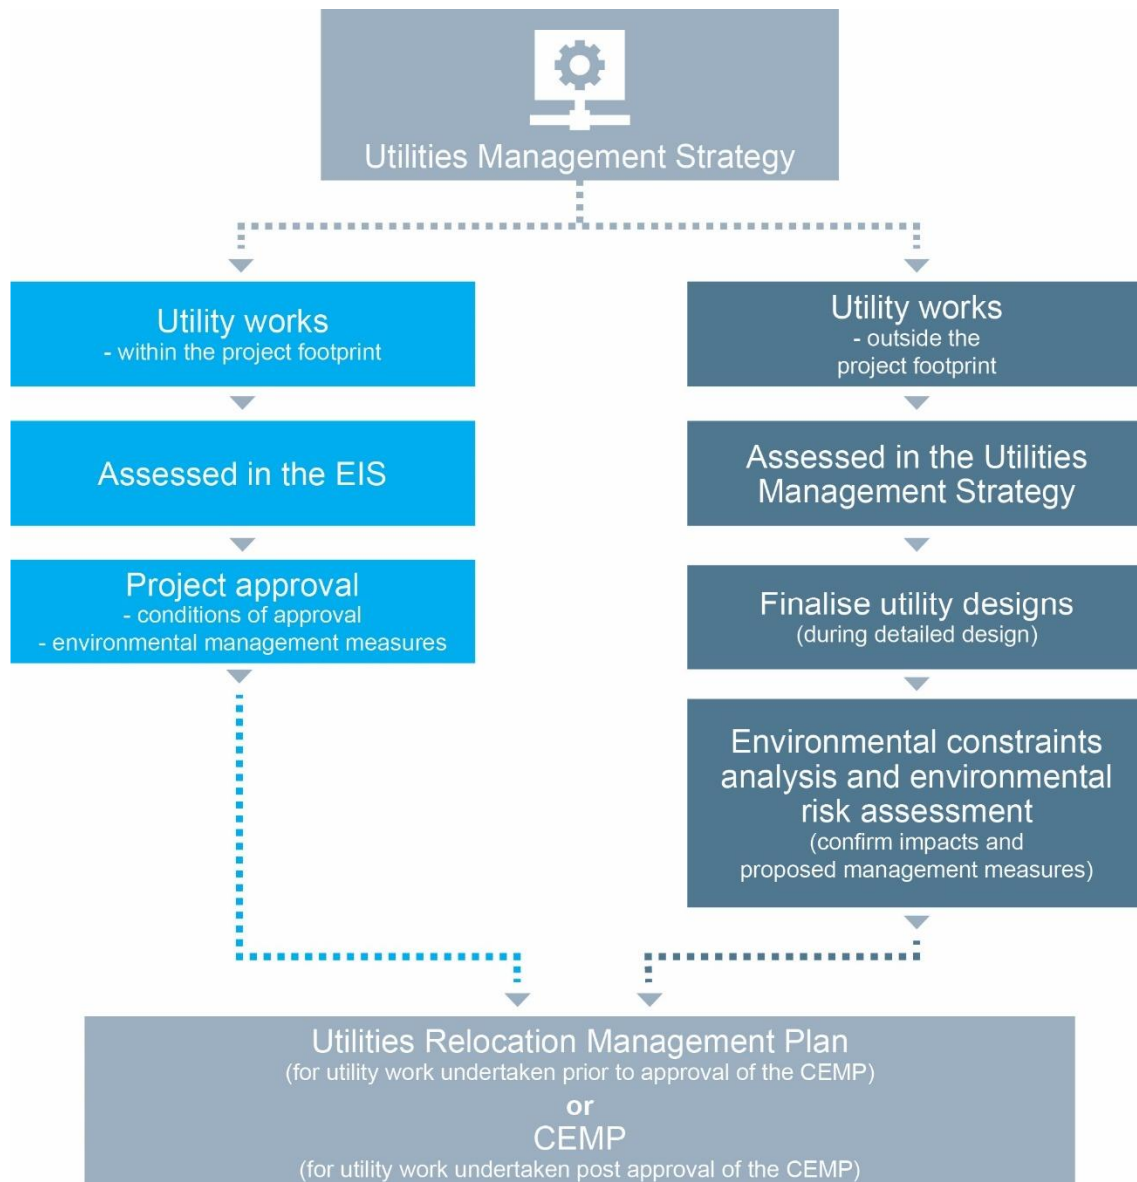 Utilities Management Strategy
Utility works
- within the project footprint
Assessed in the EIS
Project approval
- conditions of approval
- environmental management measures
Utility works
- outside the
project footprint
Assessed in the Utilities
Management Strategy
Finalise utility designs
(during detailed design)
Environmental constraints
analysis and environmental
risk assessment
(confirm impacts and
proposed management measures)
Utilities Relocation Management Plan
(for utility work undertaken prior to approval of the CEMP)
or
CEMP
(for utility work undertaken post approval of the CEMP)